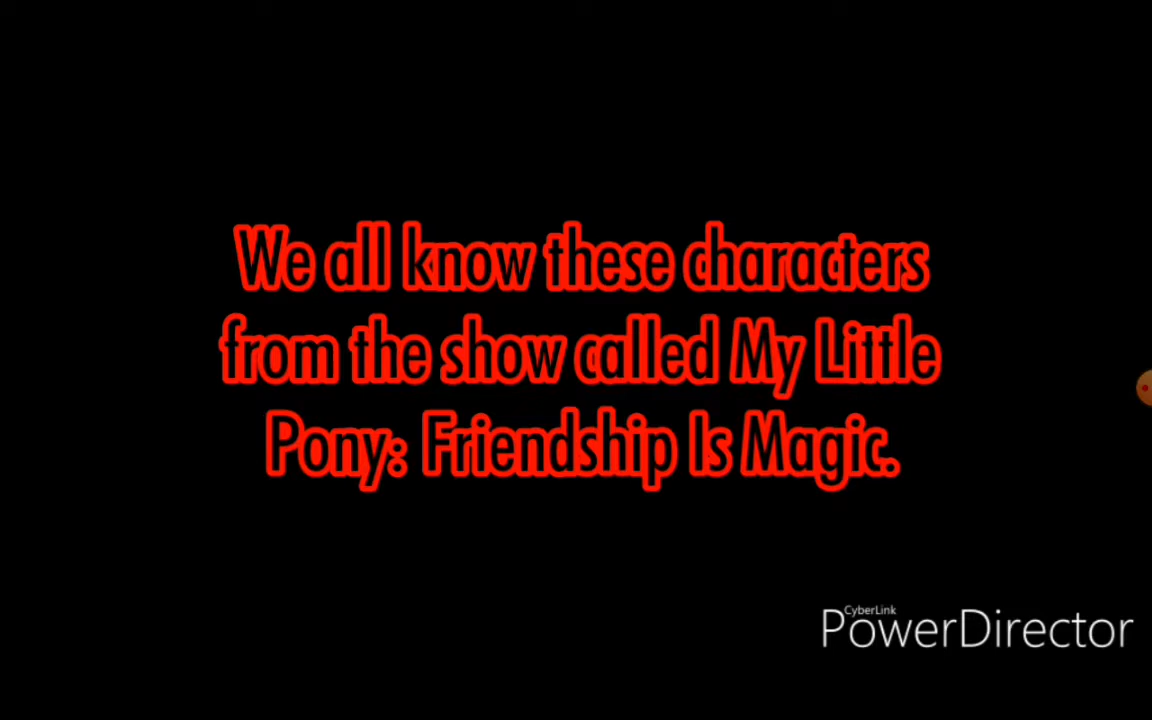 We all know these characters
from the show called My Little
Pony: Friendship Is Magic.
CyberLink
PowerDirector